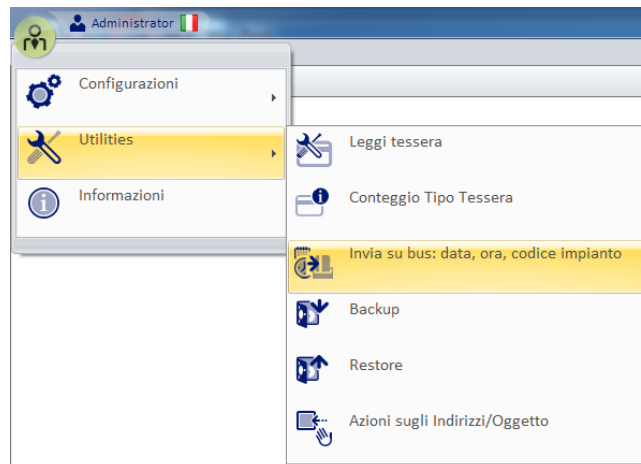 Administrator
Configurazioni
Utilities
Informazioni
Leggi tessera
Conteggio Tipo Tessera
Invia su bus: data, ora, codice impianto
Backup
Restore
Azioni sugli Indirizzi/Oggetto